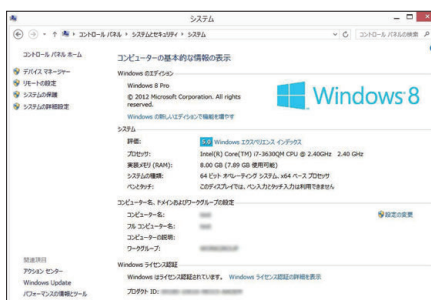 システム
コントロール パネル ▸ システムとセキュリティ ▸ システム
コントロール パネルの検索
コントロール パネル ホーム
デバイス マネージャー
リモートの設定
システムの保護
システムの詳細設定
コンピューターの基本的な情報の表示
Windows のエディション
Windows 8 Pro
© 2012 Microsoft Corporation. All rights
reserved.
Windows の新しいエディションで機能を増やす
Windows 8
システム
評価: 5.0 Windows エクスペリエンス インデックス
プロセッサ: Intel(R) Core(TM) i7-3630QM CPU @ 2.40GHz 2.40 GHz
実装メモリ (RAM): 8.00 GB (7.89 GB 使用可能)
システムの種類: 64 ビット オペレーティング システム, x64 ベース プロセッサ
ペンとタッチ: このディスプレイでは、ペン入力とタッチ入力は利用できません
コンピューター名、ドメインおよびワークグループの設定
コンピューター名: 設定の変更
フル コンピューター名:
コンピューターの説明:
ワークグループ:
Windows ライセンス認証
Windows はライセンス認証されています。 Windows ライセンス認証の詳細を表示
プロダクト ID:
関連項目
アクション センター
Windows Update
パフォーマンスの情報とツール